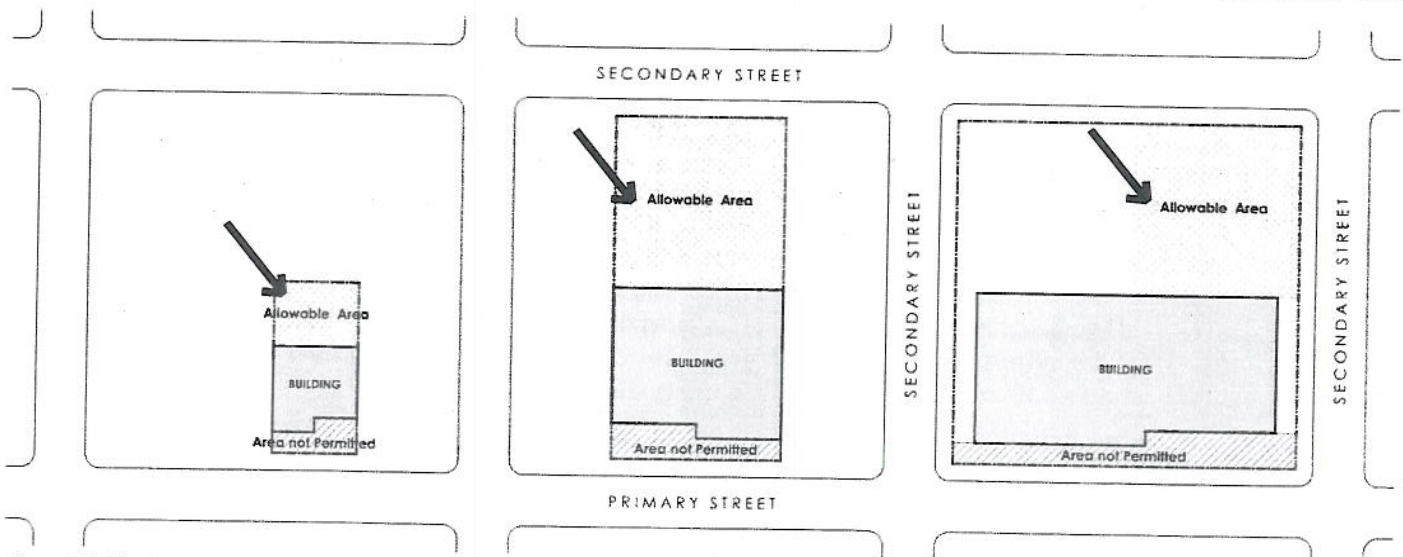 SECONDARY STREET
Allowable Area
BUILDING
Area not Permitted
Allowable Area
BUILDING
Area not Permitted
SECONDARY STREET
Allowable Area
BUILDING
Area not Permitted
SECONDARY STREET
PRIMARY STREET